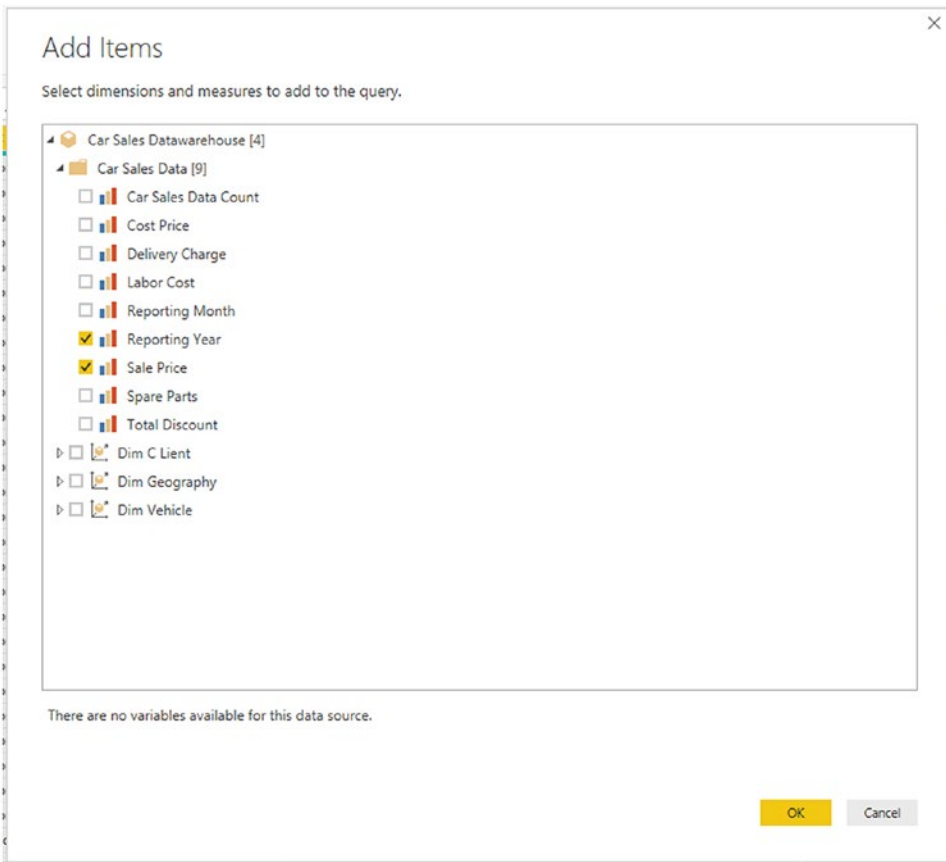 Add Items
Select dimensions and measures to add to the query.
Car Sales Datawarehouse [4]
Car Sales Data [9]
Car Sales Data Count
Cost Price
Delivery Charge
Labor Cost
Reporting Month
Reporting Year
Sale Price
Spare Parts
Total Discount
Dim C Lient
Dim Geography
Dim Vehicle
There are no variables available for this data source.
OK Cancel